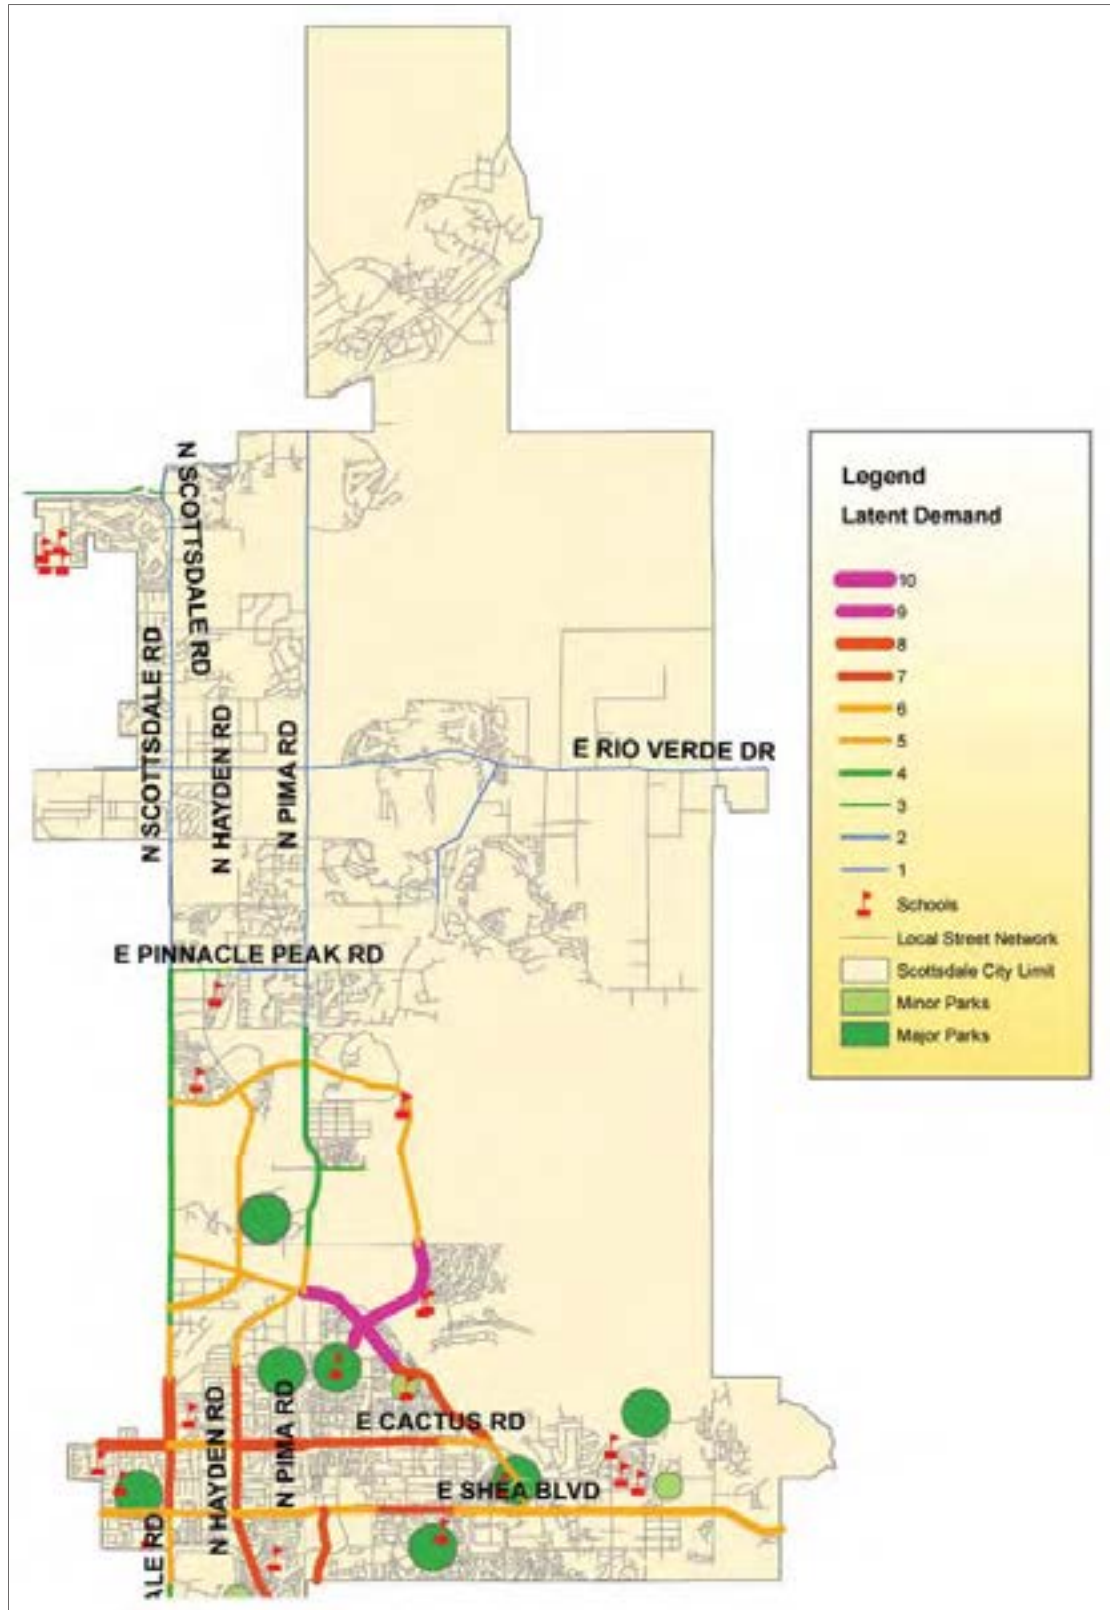 N SCOTTSDALE RD
N SCOTTSDALE RD
N HAYDEN RD
N PIMA RD
E RIO VERDE DR
E PINNACLE PEAK RD
Legend
Latent Demand
10
9
8
7
6
5
4
3
2
1
Schools
Local Street Network
Scottsdale City Limit
Minor Parks
Major Parks
E CACTUS RD
N HAYDEN RD
N PIMA RD
E SHEA BLVD
ALE RD